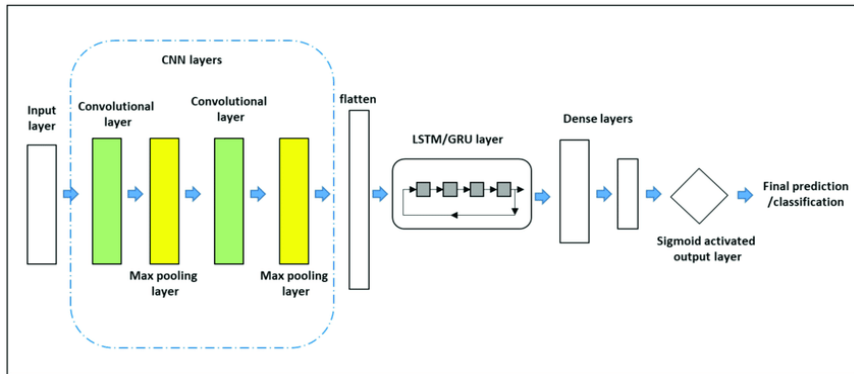 CNN layers
Input
layer
Convolutional
layer
Max pooling
layer
Convolutional
layer
Max pooling
layer
flatten
LSTM/GRU layer
Dense layers
Sigmoid activated
output layer
Final prediction
/classification